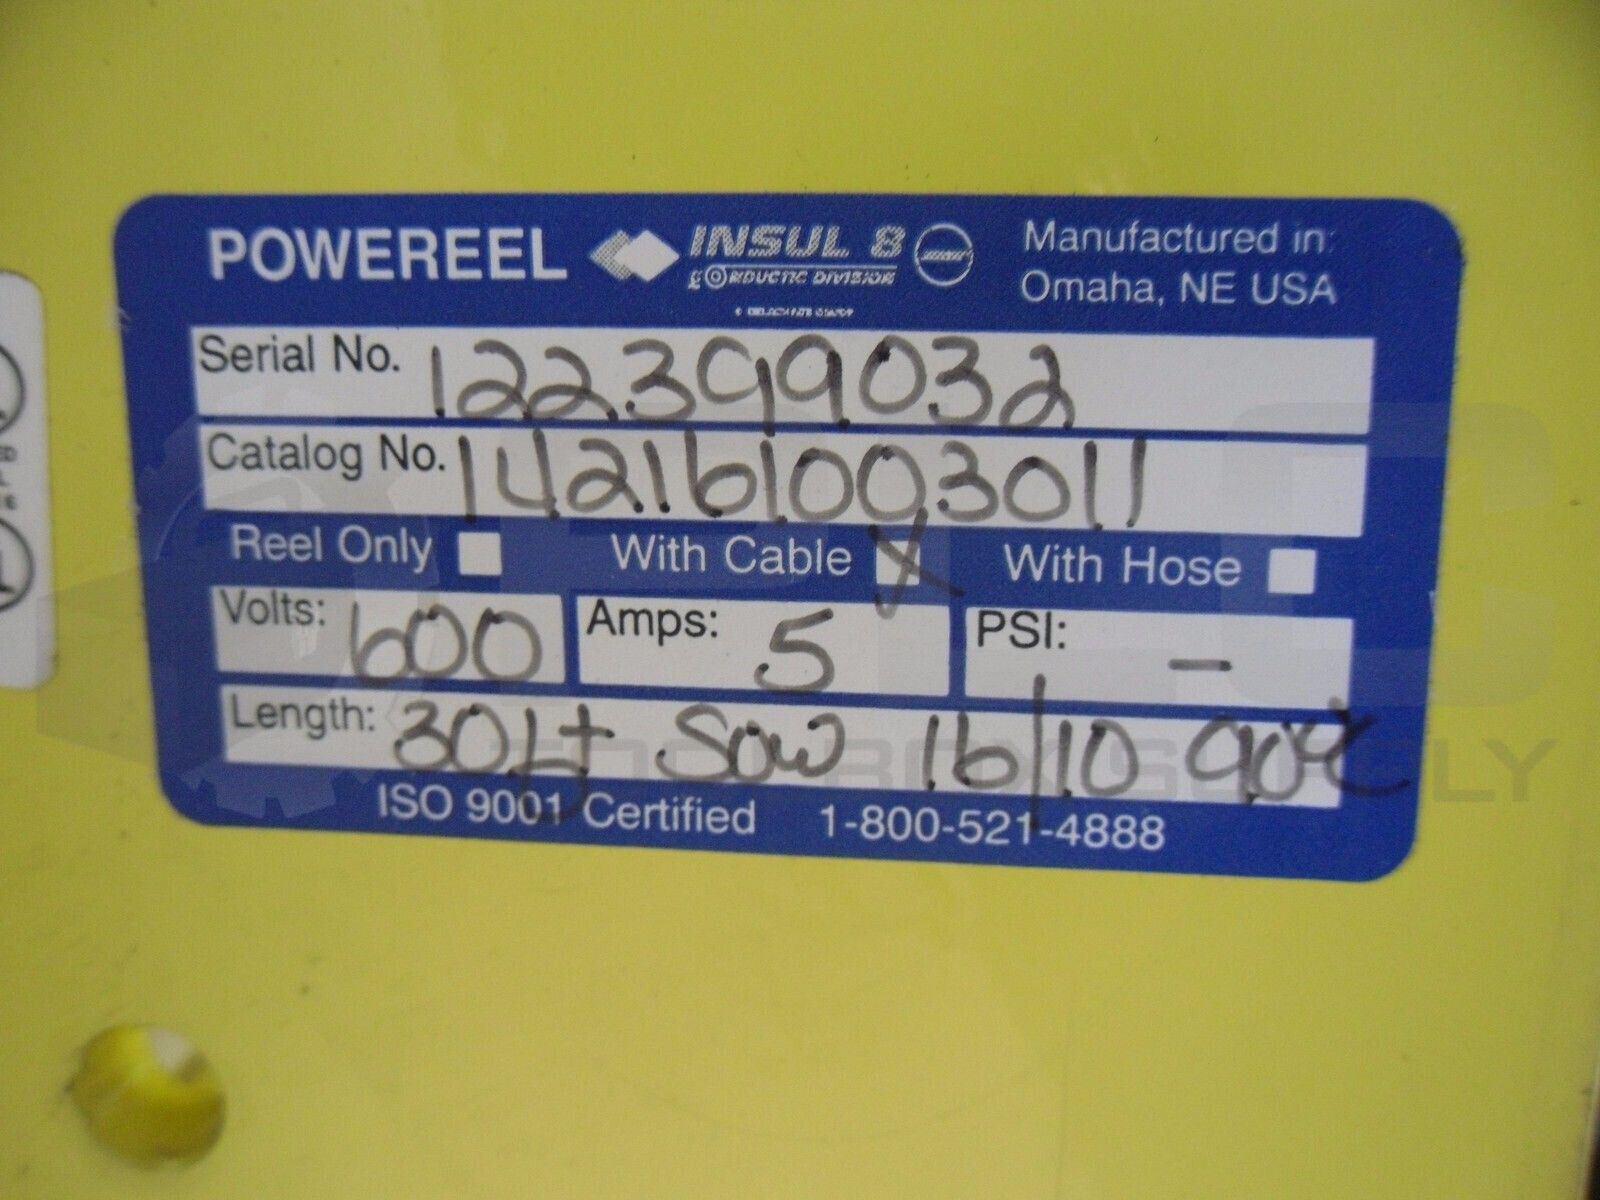 POWEREEL INSUL 8 Manufactured in:
CONDUCTIC DIVISION Omaha, NE USA
Serial No. 122399032
Catalog No. 142161003011
Reel Only With Cable X With Hose
Volts: 600 Amps: 5 PSI: –
Length: 30ft SOW 16/10 90°C
ISO 9001 Certified 1-800-521-4888
TOOLBOX SUPPLY